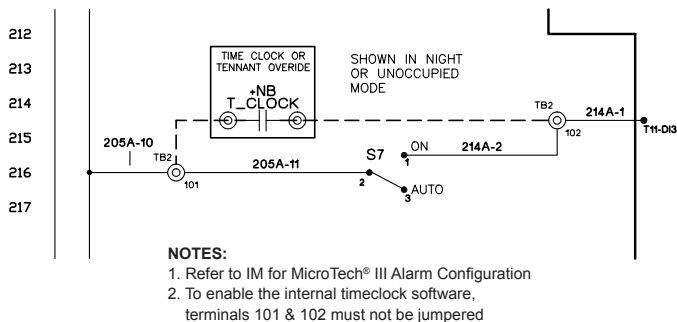 212
213
214
215
216
217
TIME CLOCK OR
TENNANT OVERIDE
+NB
T_CLOCK
SHOWN IN NIGHT
OR UNOCCUPIED
MODE
TB2
102
214A-1
T11-DI3
205A-10
TB2
101
205A-11
S7
2
ON
1
214A-2
AUTO
3
NOTES:
1. Refer to IM for MicroTech® III Alarm Configuration
2. To enable the internal timeclock software,
terminals 101 & 102 must not be jumpered